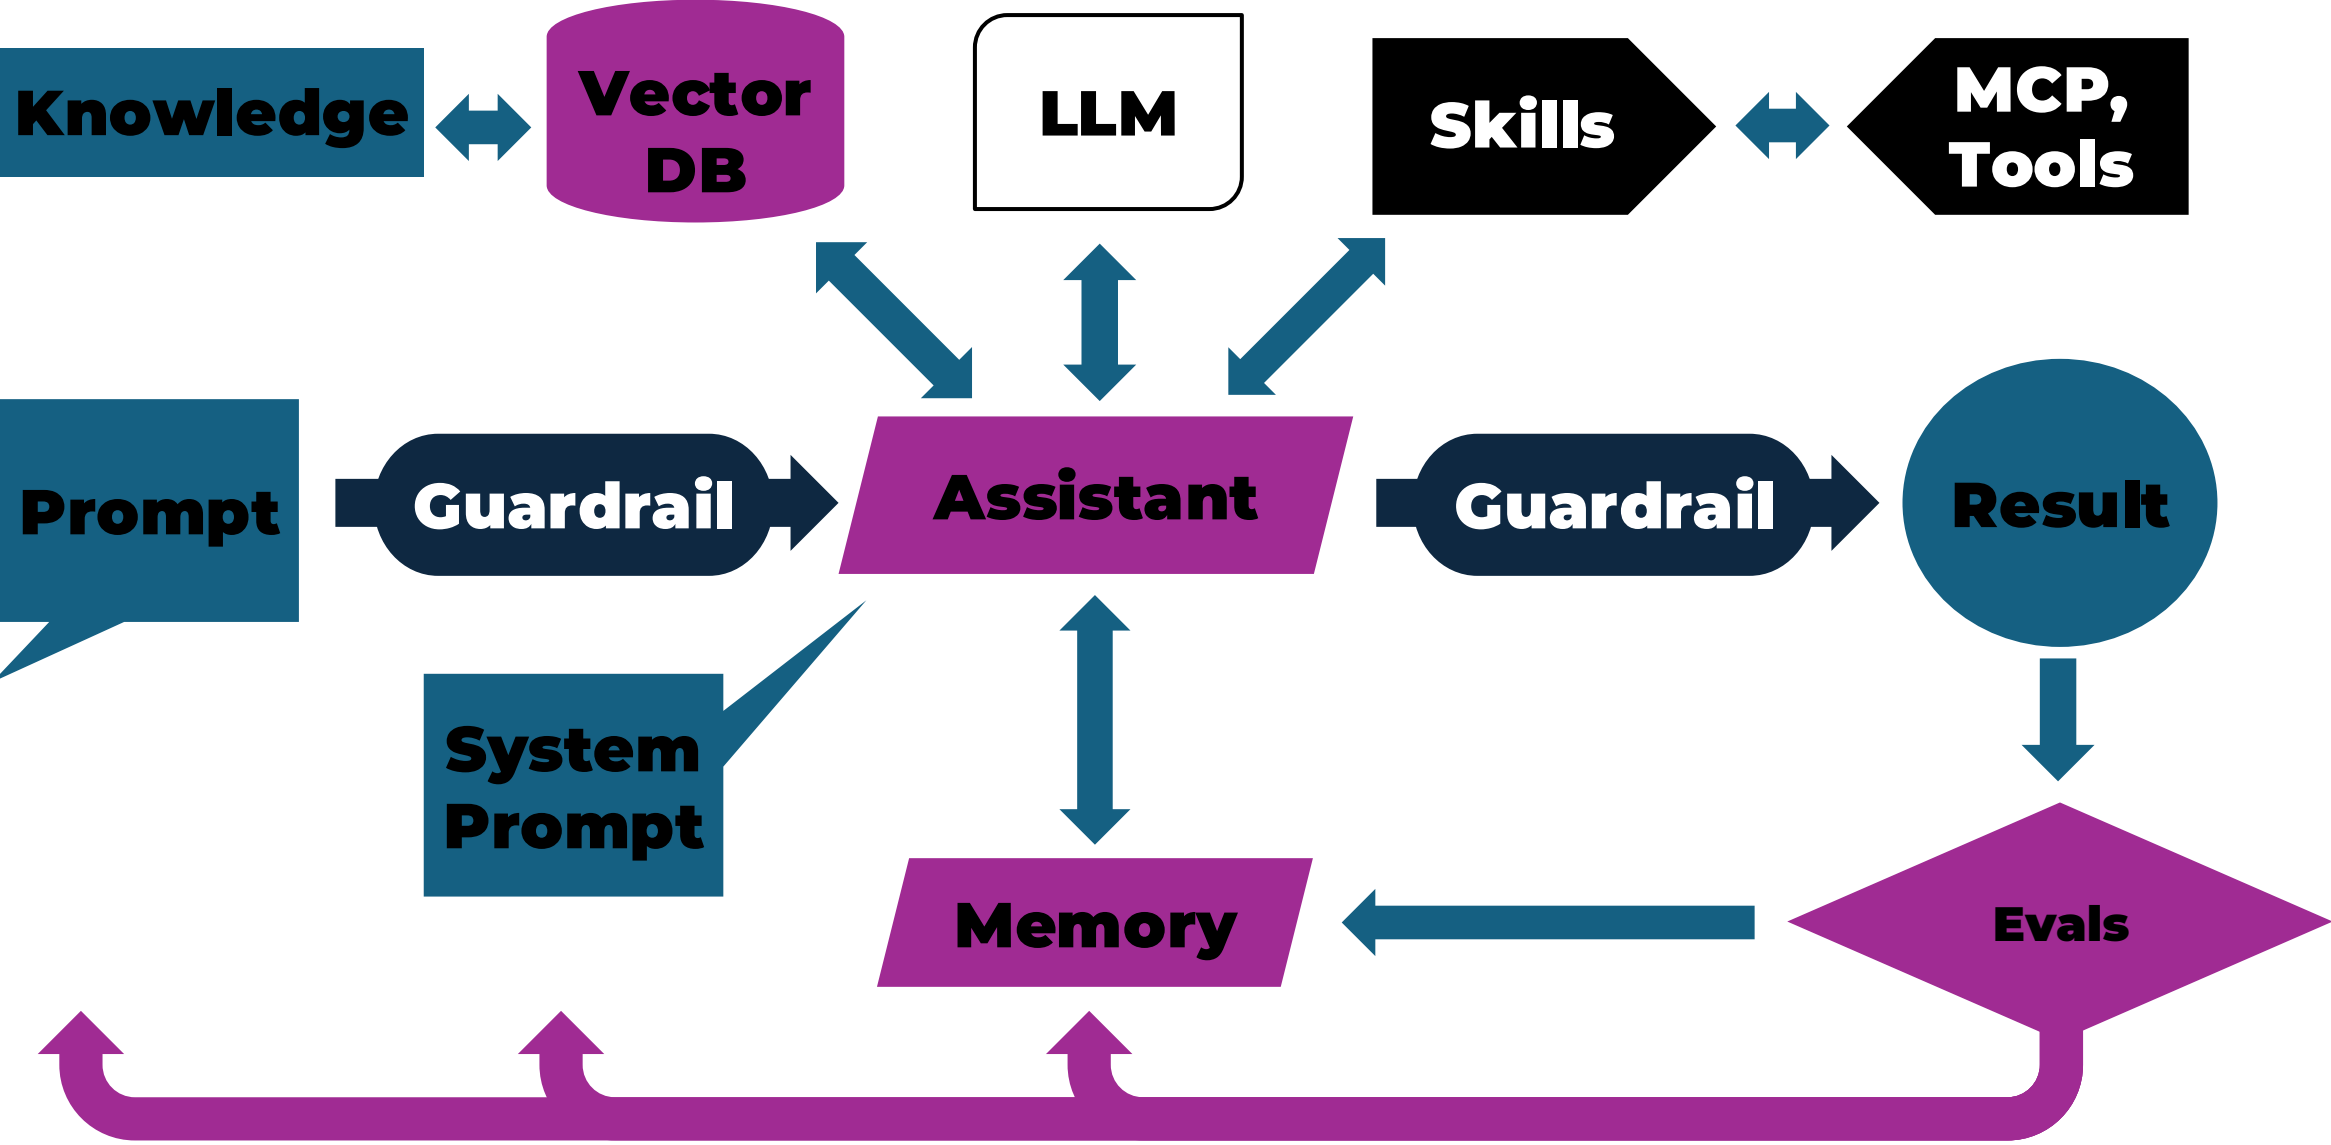 Knowledge
Vector
DB
LLM
Skills
MCP,
Tools
Prompt
Guardrail
Assistant
Guardrail
Result
System
Prompt
Memory
Evals